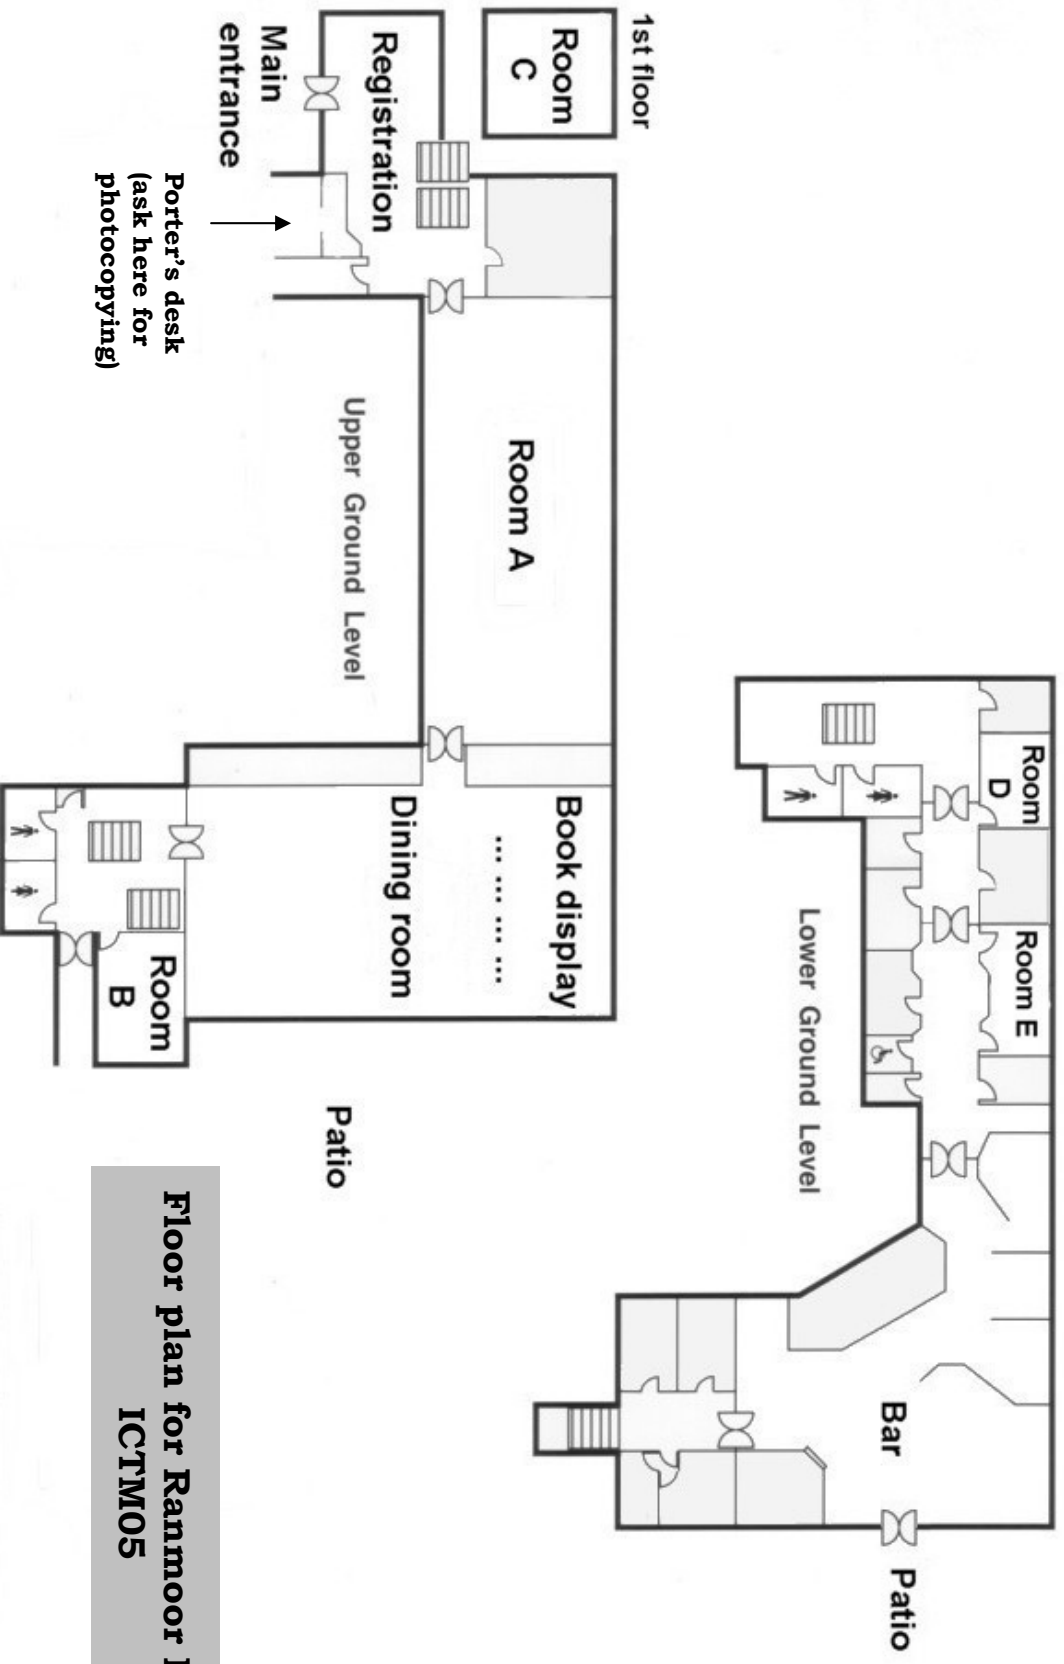 1st floor
Room
C
Registration
Main
entrance
Porter's desk
(ask here for
photocopying)
Room A
Upper Ground Level
Book display
... ... ... ...
Dining room
Room
B
Patio
Room
D
Room E
Lower Ground Level
Bar
Patio
Floor plan for Ranmoor
ICTM05